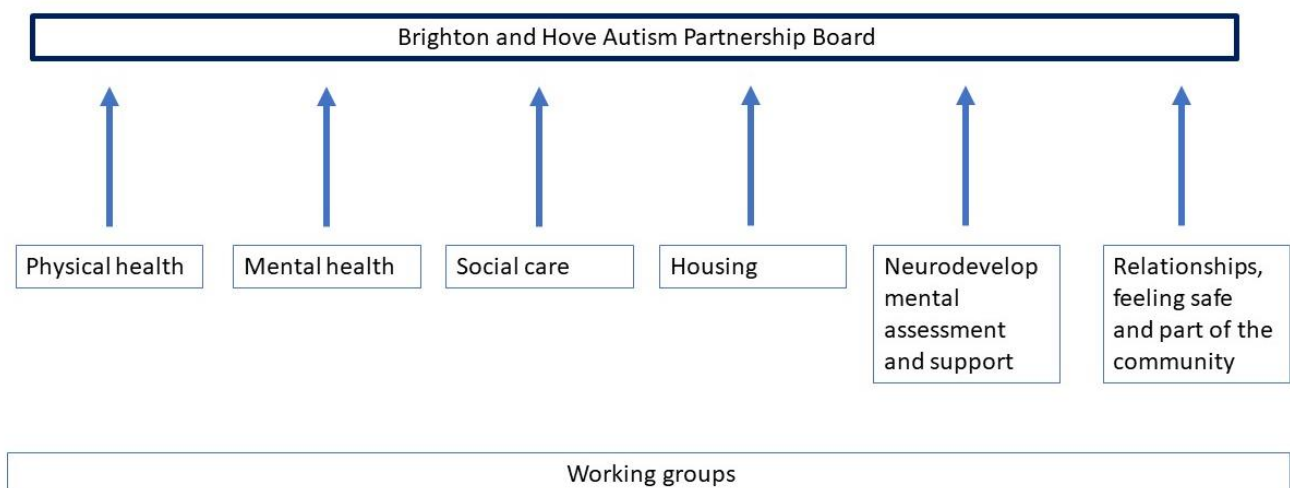 Brighton and Hove Autism Partnership Board
Physical health
Mental health
Social care
Housing
Neurodevelop
mental
assessment
and support
Relationships,
feeling safe
and part of the
community
Working groups